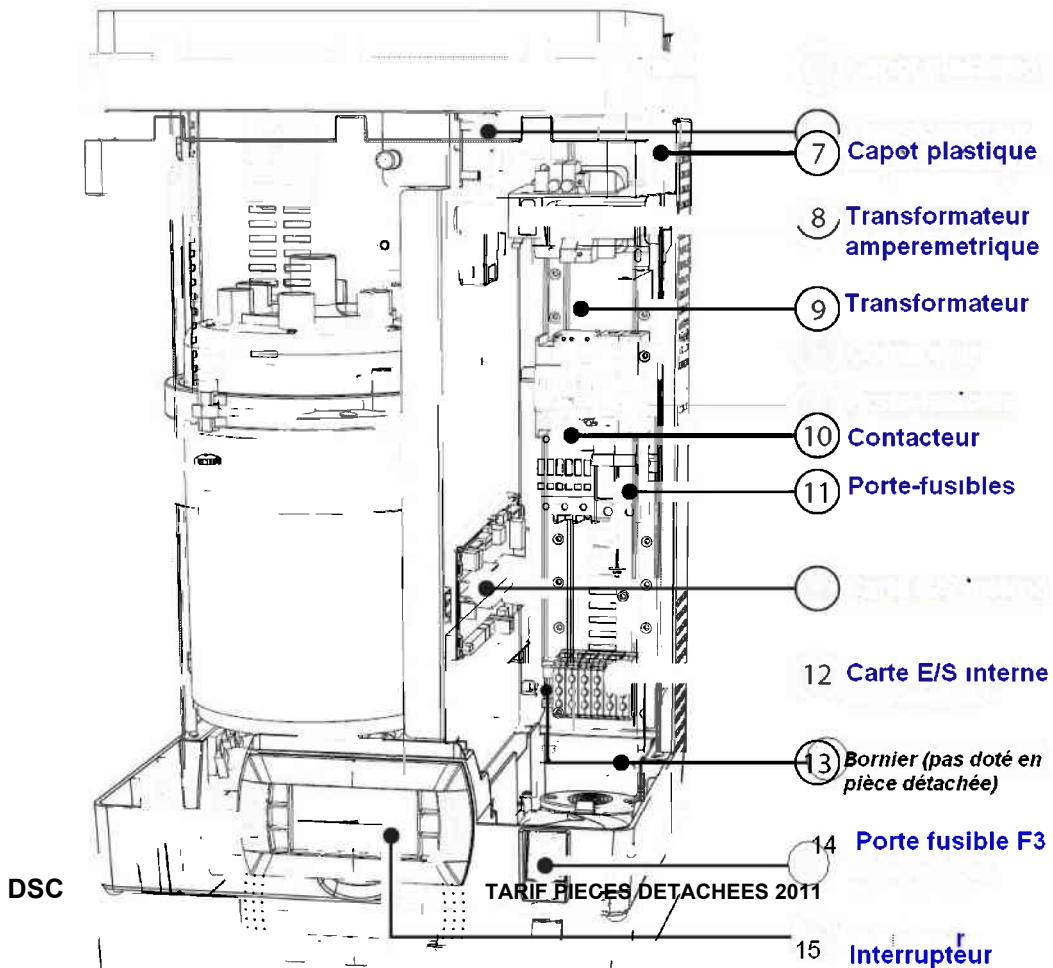 7 Capot plastique
8 Transformateur
amperemetrique
9 Transformateur
10 Contacteur
11 Porte-fusibles
12 Carte E/S ınterne
13 Bornier (pas doté en
pièce détachée)
14 Porte fusible F3
DSC
TARIF PIECES DETACHEES 2011
15 Interrupteur
r